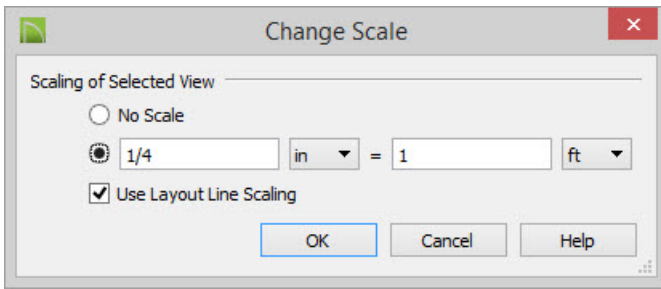 Change Scale
Scaling of Selected View
No Scale
1/4 in = 1 ft
Use Layout Line Scaling
OK Cancel Help